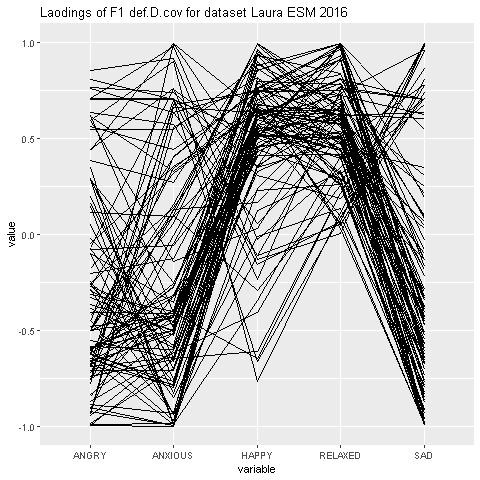 Laodings of F1 def.D.cov for dataset Laura ESM 2016
1.0
0.5
0.0
-0.5
-1.0
value
ANGRY ANXIOUS HAPPY RELAXED SAD
variable